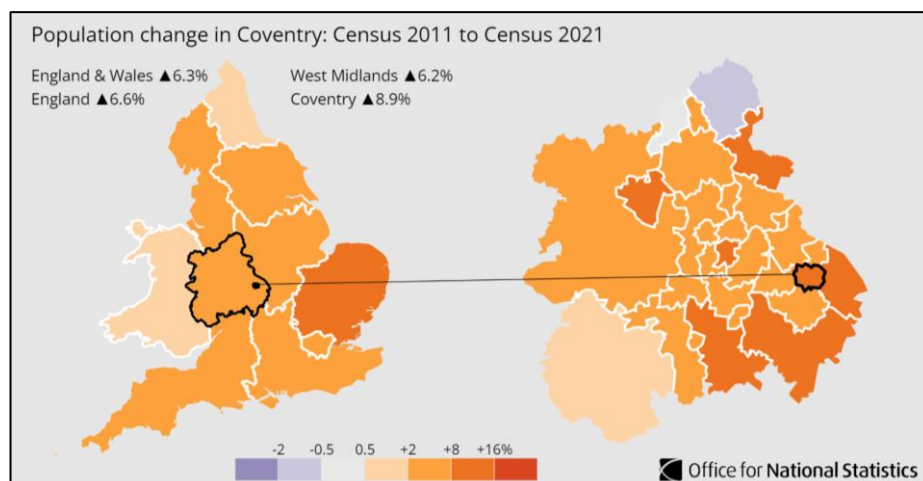 Population change in Coventry: Census 2011 to Census 2021
England & Wales ▲6.3%
West Midlands ▲6.2%
England ▲6.6%
Coventry ▲8.9%
-2 -0.5 0.5 +2 +8 +16%
Office for National Statistics